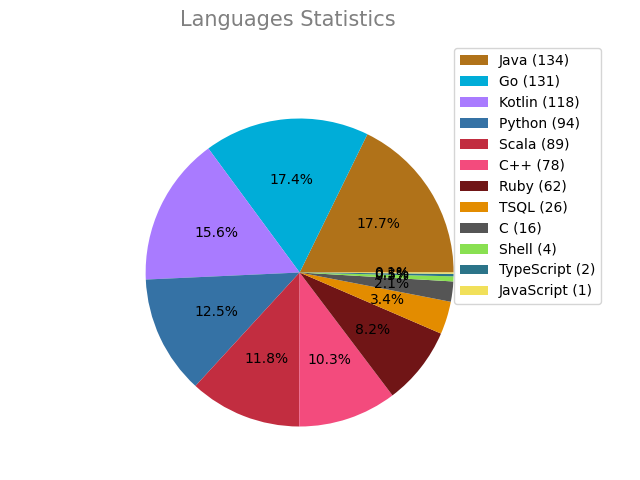 Languages Statistics
Java (134)
Go (131)
Kotlin (118)
Python (94)
Scala (89)
C++ (78)
Ruby (62)
TSQL (26)
C (16)
Shell (4)
TypeScript (2)
JavaScript (1)
17.7%
17.4%
15.6%
12.5%
11.8%
10.3%
8.2%
3.4%
2.1%